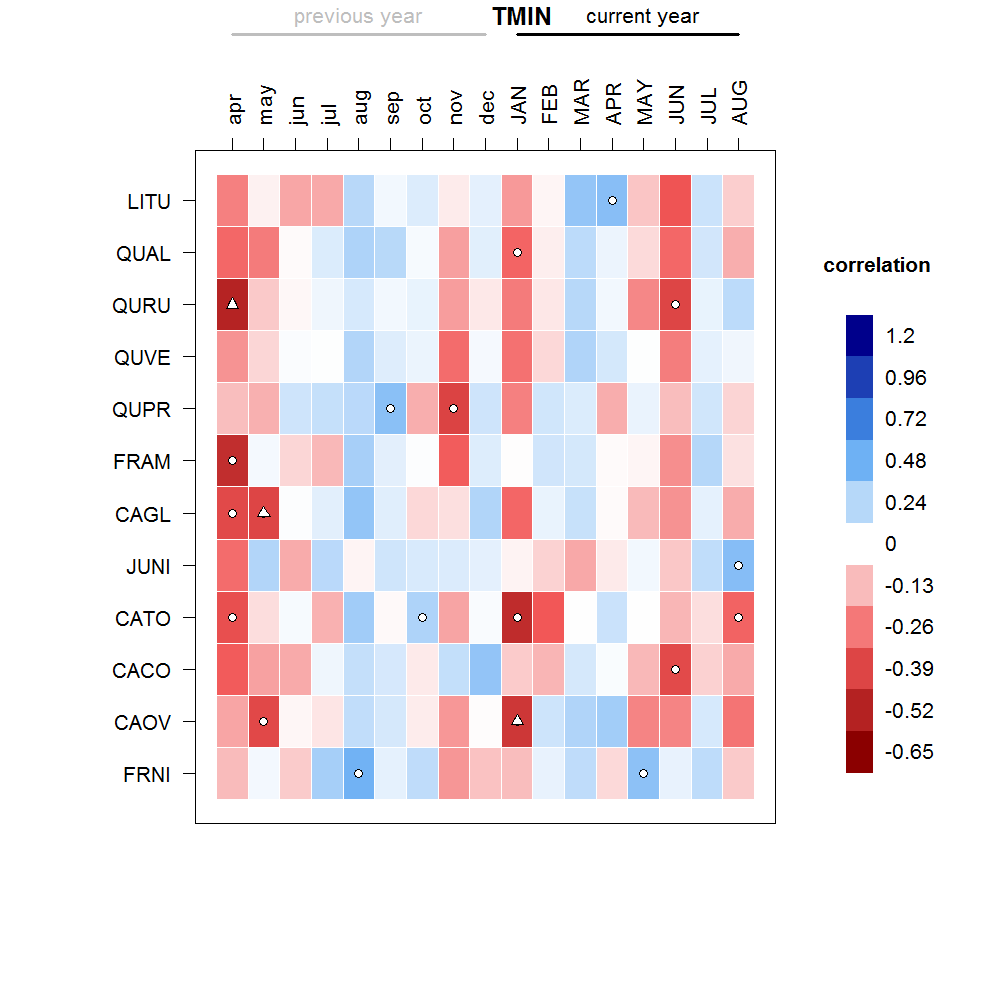 previous year TMIN current year
apr may jun jul aug sep oct nov dec JAN FEB MAR APR MAY JUN JUL AUG
LITU
QUAL
QURU
QUVE
QUPR
FRAM
CAGL
JUNI
CATO
CACO
CAOV
FRNI
correlation
1.2
0.96
0.72
0.48
0.24
0
-0.13
-0.26
-0.39
-0.52
-0.65